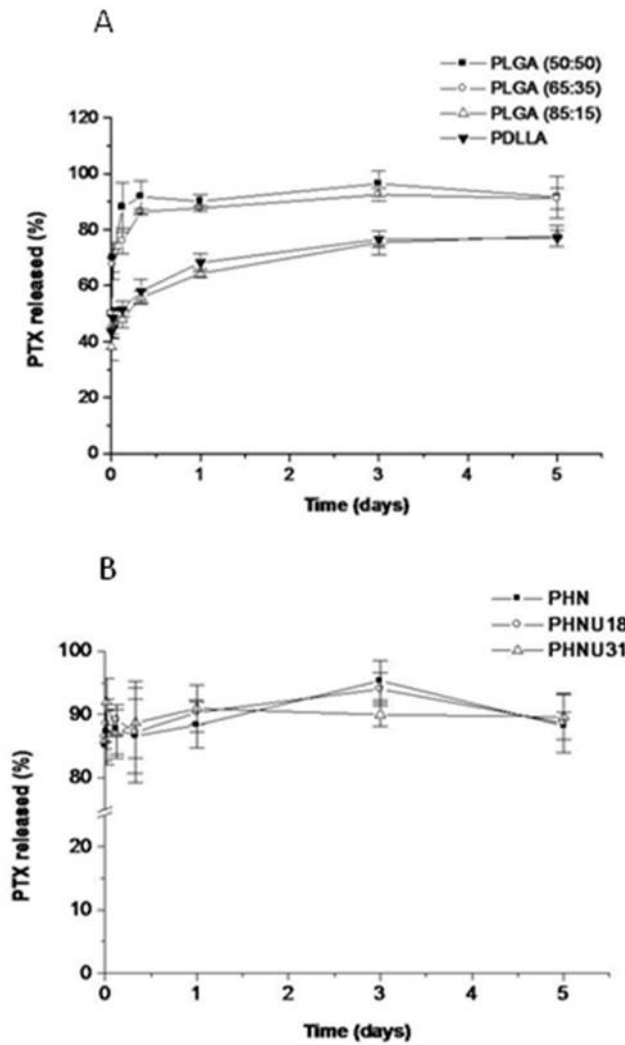 A
PLGA (50:50)
PLGA (65:35)
PLGA (85:15)
PDLLA
120
100
80
60
40
20
0
PTX released (%)
0 1 2 3 4 5
Time (days)
B
PHN
PHNU18
PHNU31
100
90
80
20
10
0
PTX released (%)
0 1 2 3 4 5
Time (days)